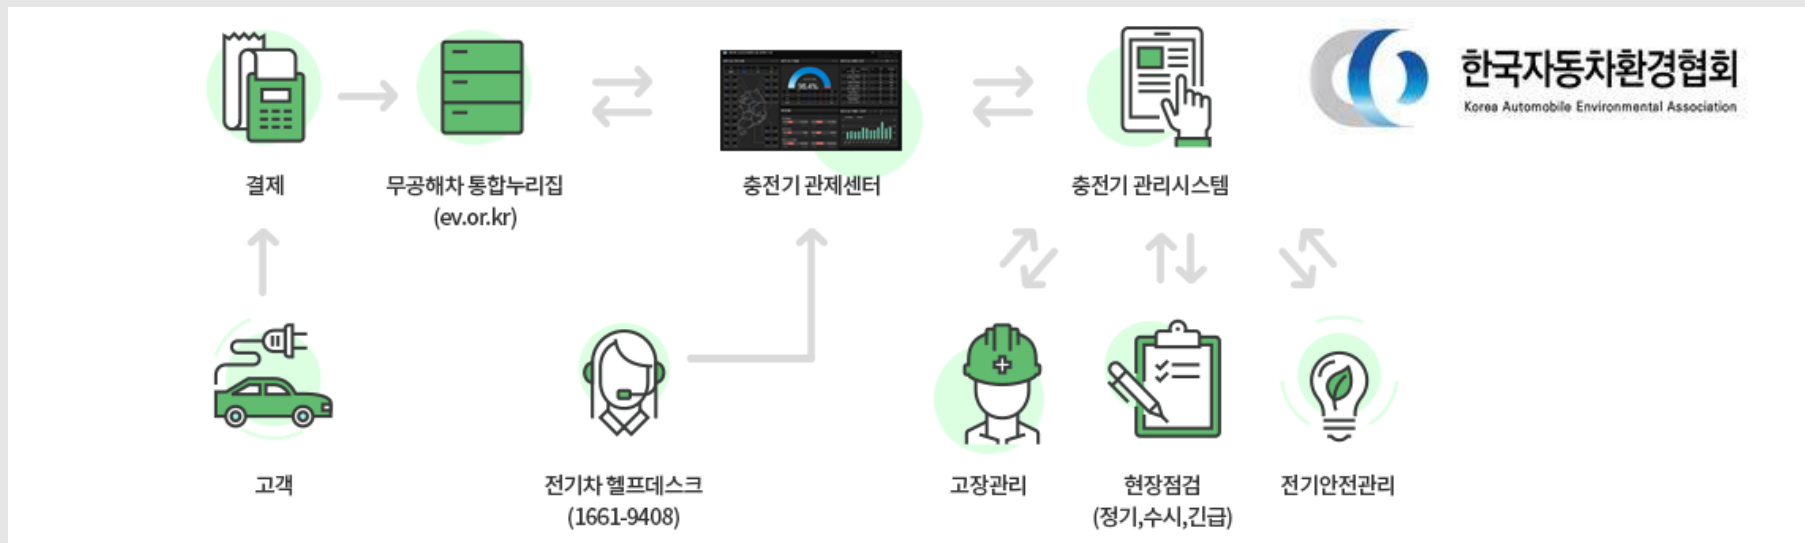 한국자동차환경협회
Korea Automobile Environmental Association
결제
무공해차 통합누리집
(ev.or.kr)
충전기 관제센터
충전기 관리시스템
고객
전기차 헬프데스크
(1661-9408)
고장관리
현장점검
(정기,수시,긴급)
전기안전관리